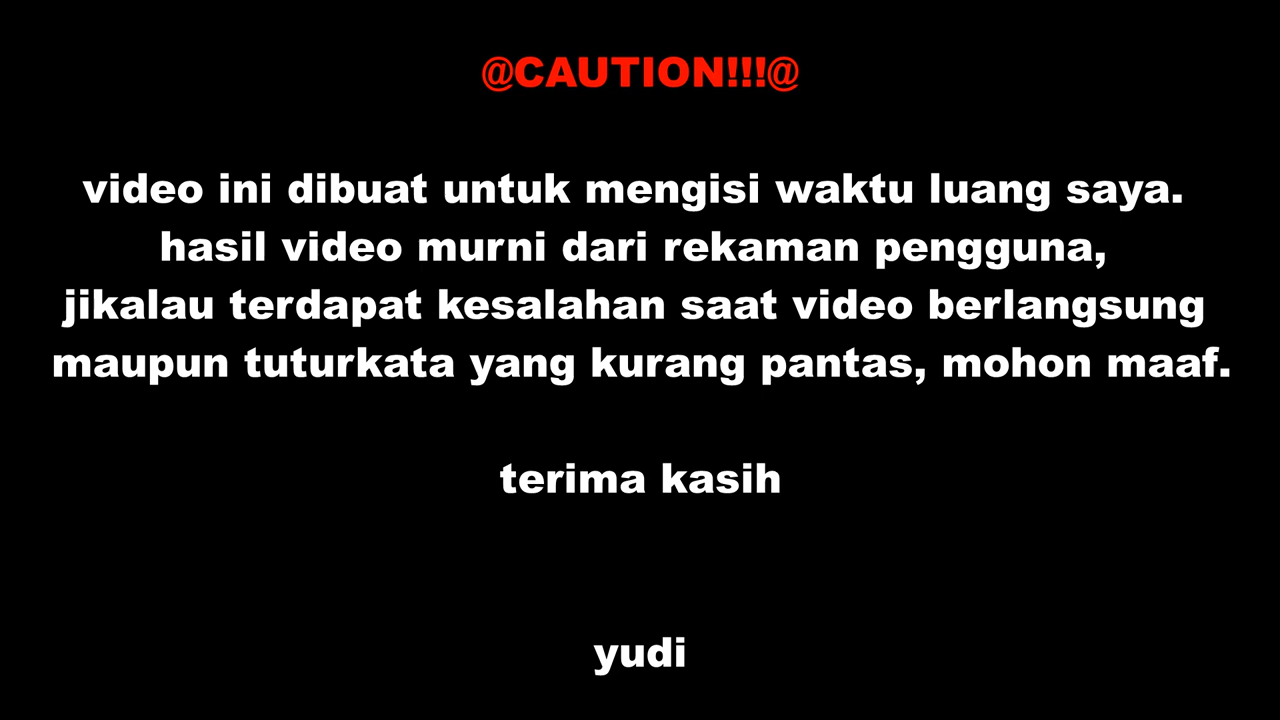 @CAUTION!!!@
video ini dibuat untuk mengisi waktu luang saya.
hasil video murni dari rekaman pengguna,
jikalau terdapat kesalahan saat video berlangsung
maupun tuturkata yang kurang pantas, mohon maaf.
terima kasih
yudi